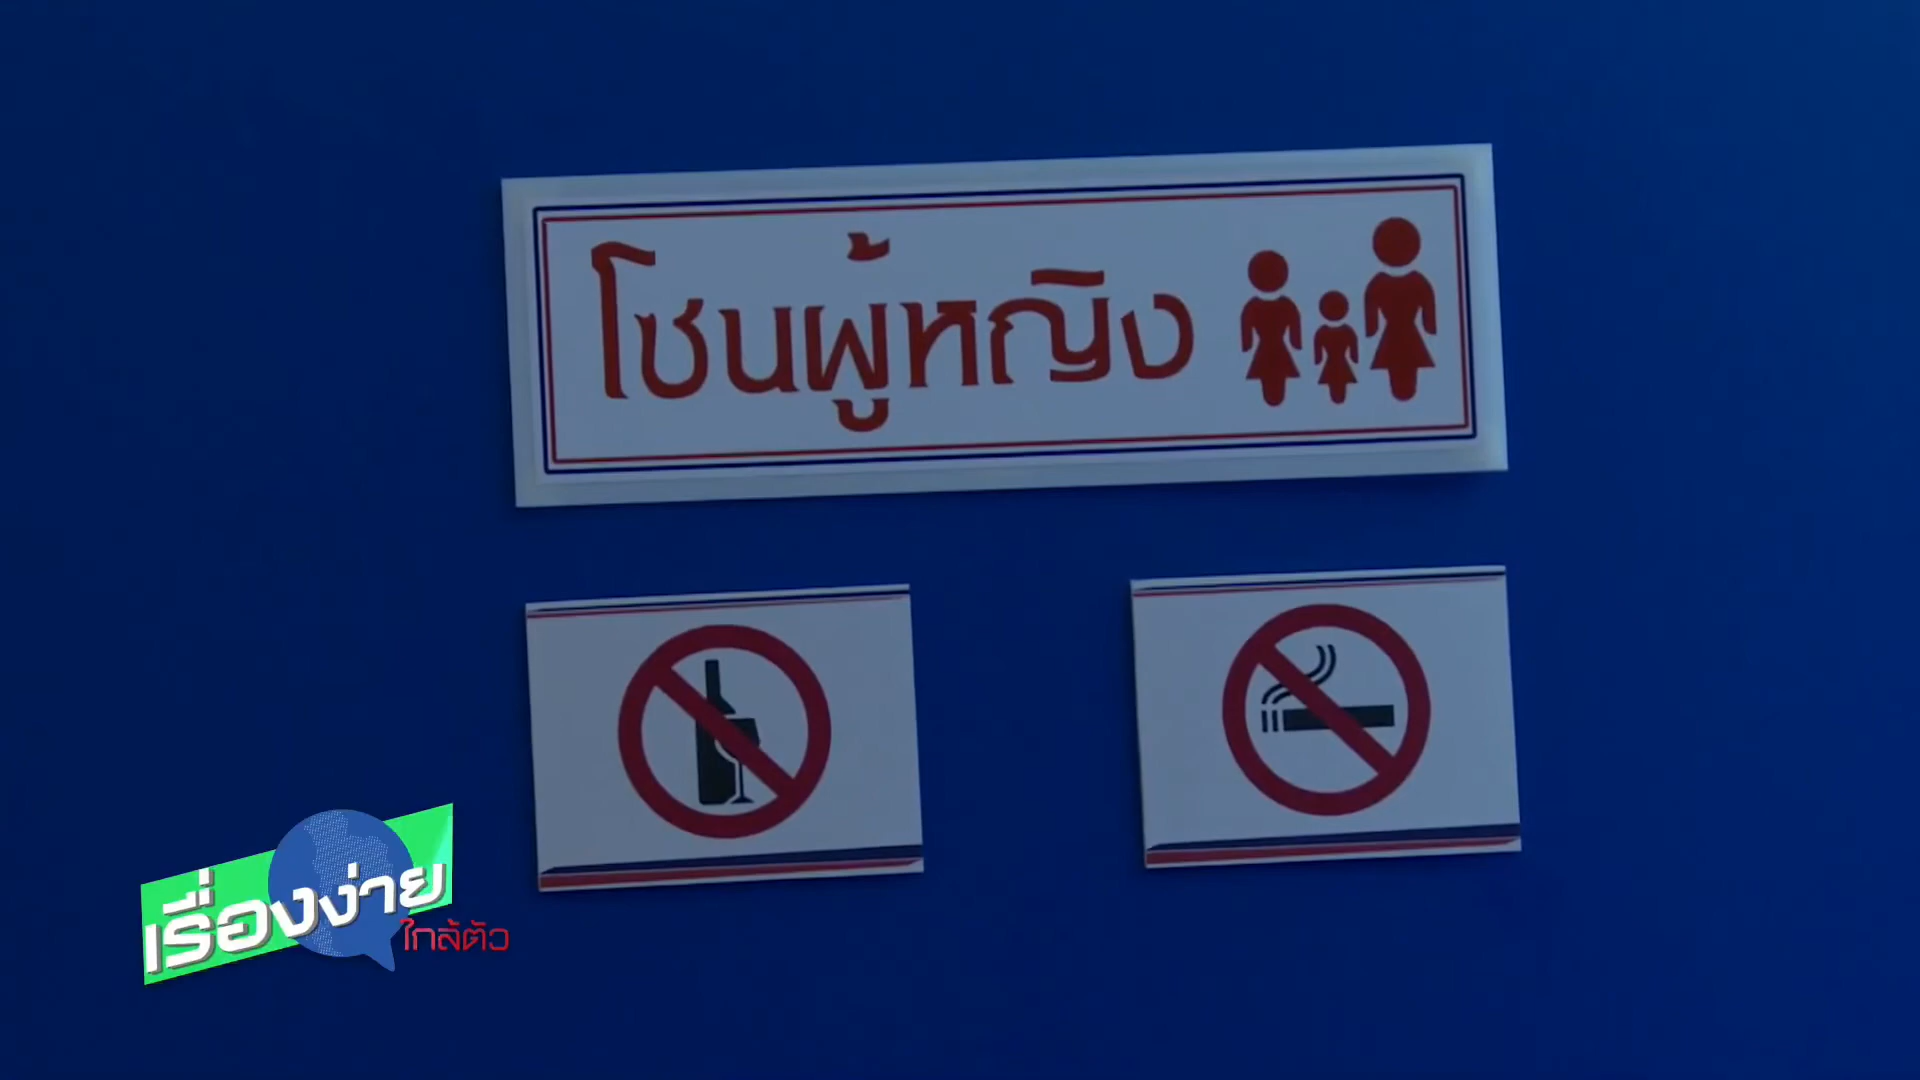 โซนผู้หญิง
เรื่องง่าย
ใกล้ตัว